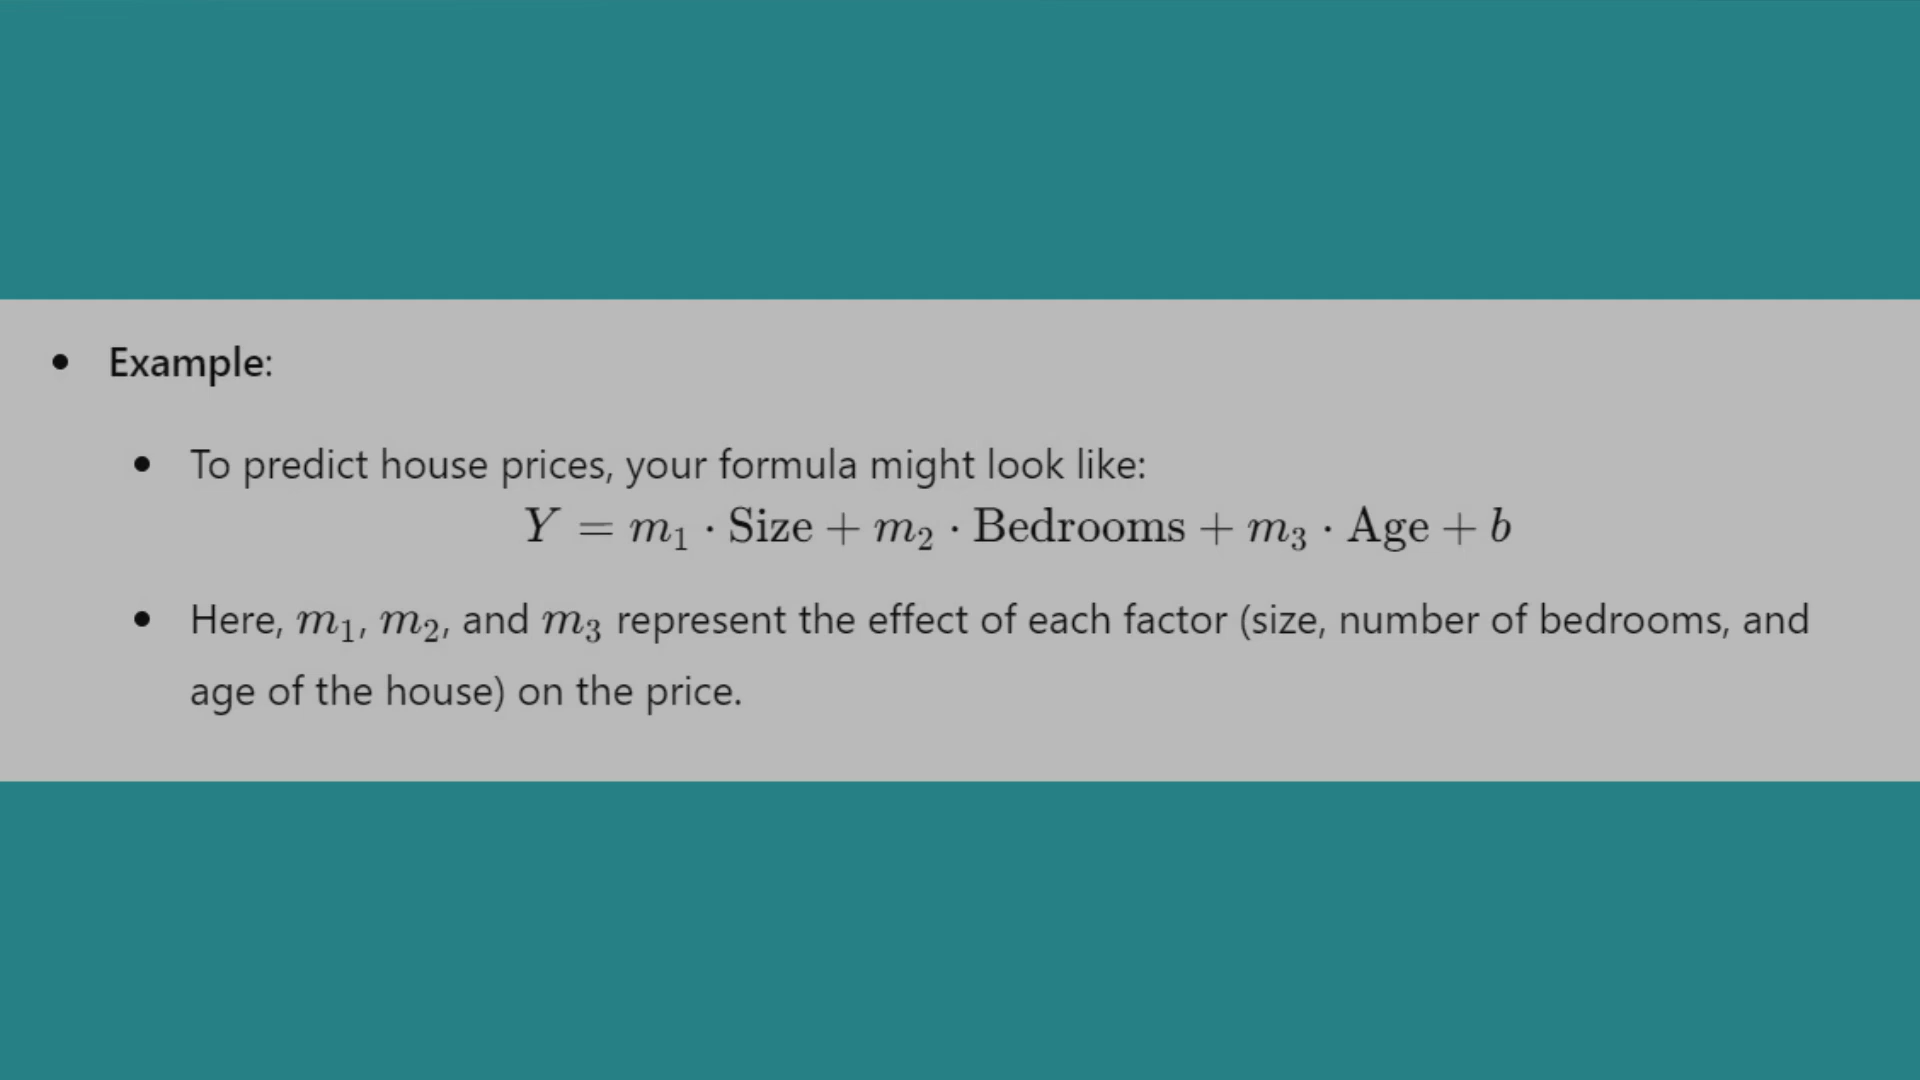 • Example:
• To predict house prices, your formula might look like:
Y = m₁ · Size + m₂ · Bedrooms + m₃ · Age + b
• Here, m₁, m₂, and m₃ represent the effect of each factor (size, number of bedrooms, and
age of the house) on the price.